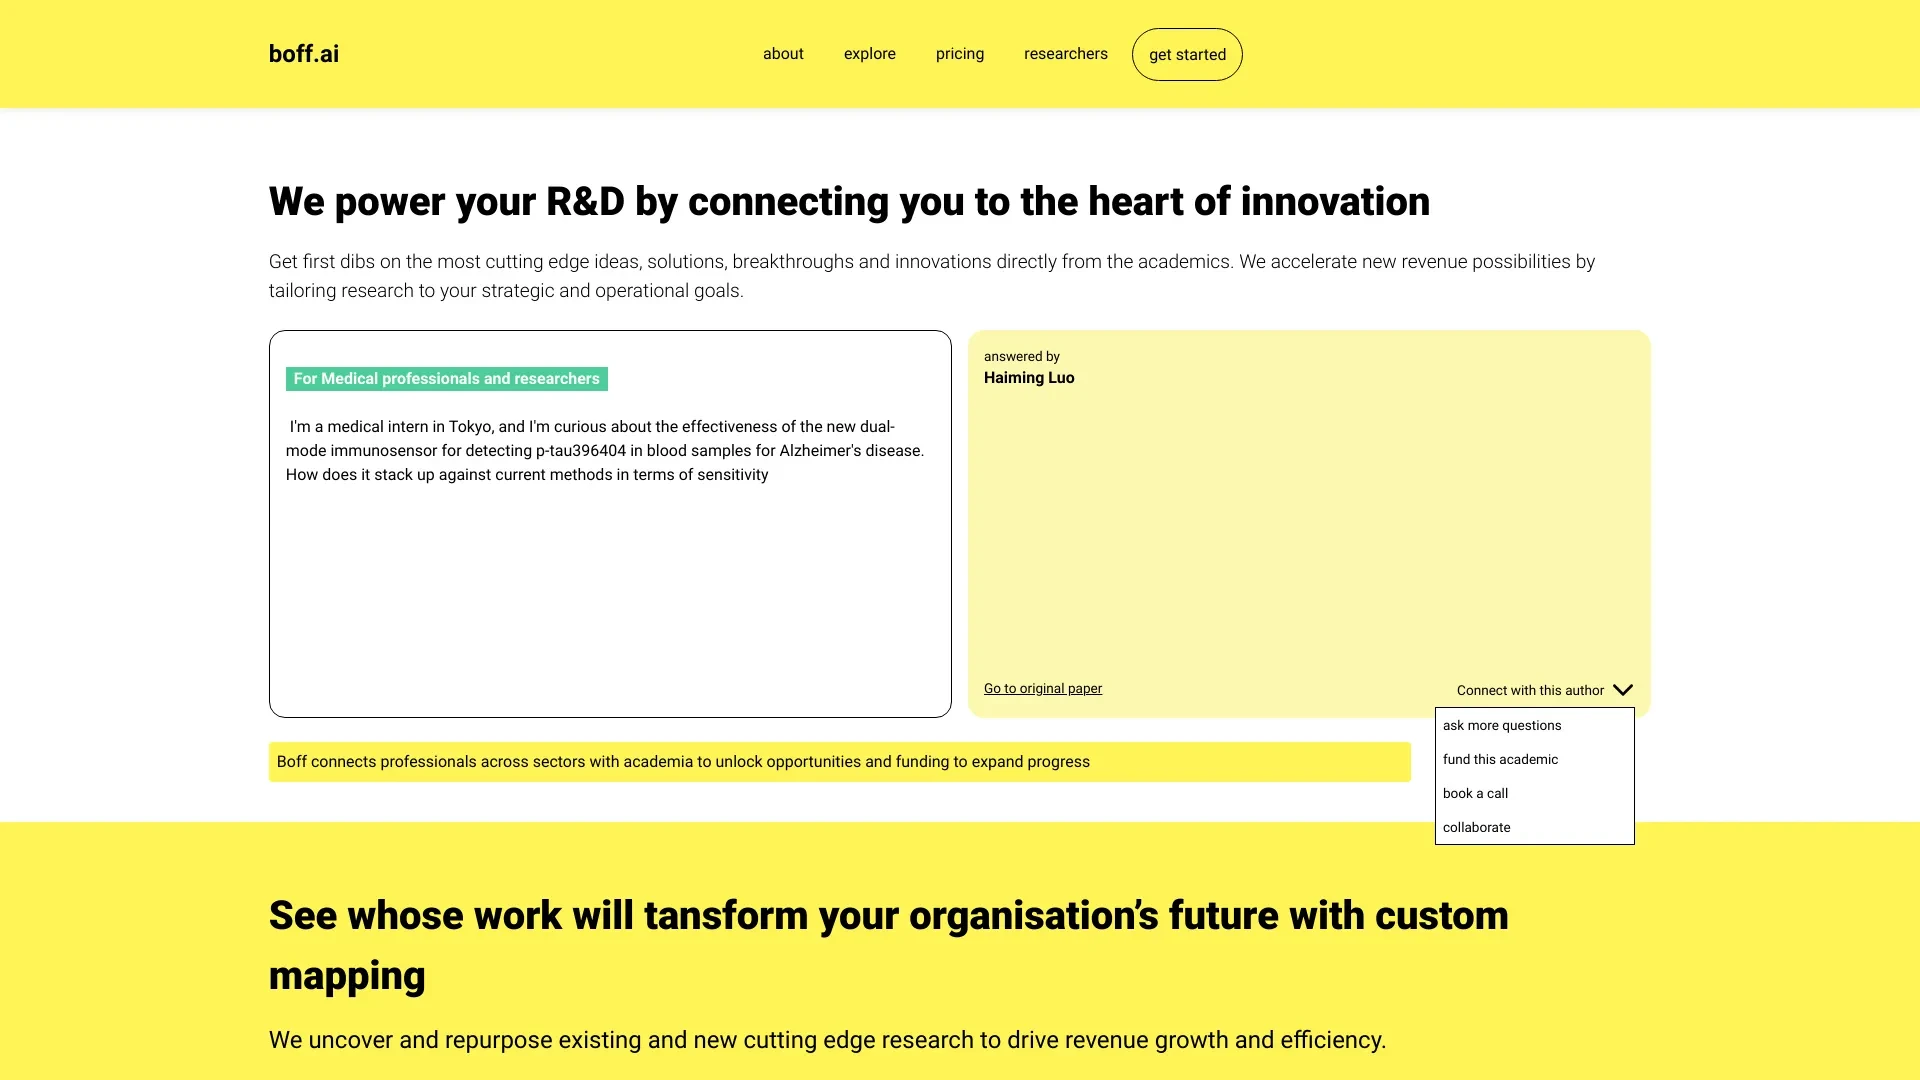 boff.ai
about
explore
pricing
researchers
get started
We power your R&D by connecting you to the heart of innovation
Get first dibs on the most cutting edge ideas, solutions, breakthroughs and innovations directly from the academics. We accelerate new revenue possibilities by
tailoring research to your strategic and operational goals.
For Medical professionals and researchers
I'm a medical intern in Tokyo, and I'm curious about the effectiveness of the new dual-
mode immunosensor for detecting p-tau396404 in blood samples for Alzheimer's disease.
How does it stack up against current methods in terms of sensitivity
answered by
Haiming Luo
Go to original paper
Connect with this author
ask more questions
fund this academic
book a call
collaborate
Boff connects professionals across sectors with academia to unlock opportunities and funding to expand progress
See whose work will tansform your organisation’s future with custom
mapping
We uncover and repurpose existing and new cutting edge research to drive revenue growth and efficiency.